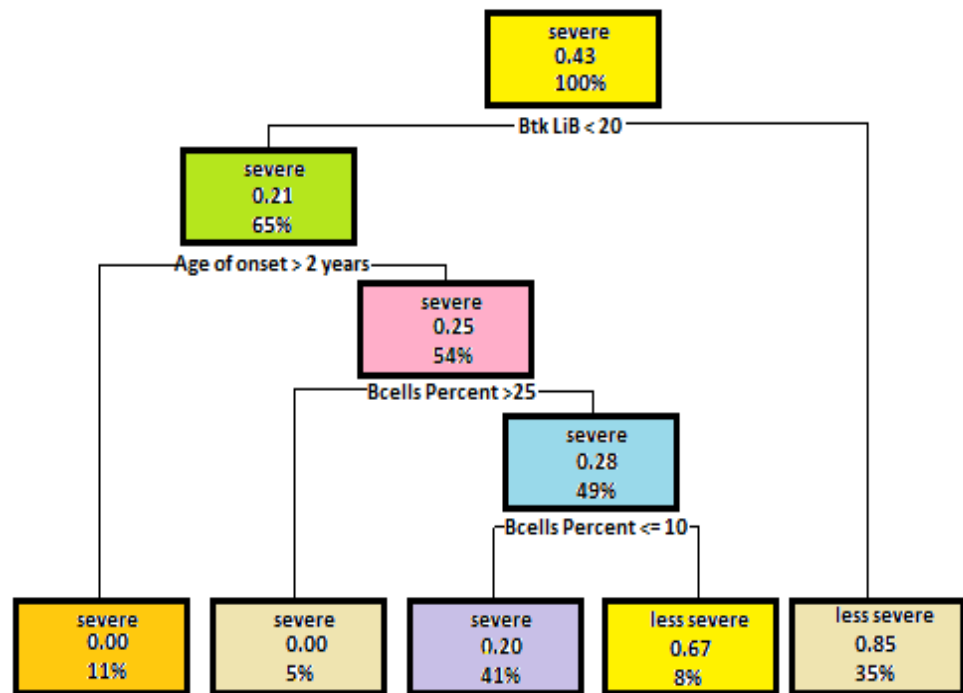 severe
0.43
100%
Btk LiB < 20
severe
0.21
65%
Age of onset > 2 years
severe
0.25
54%
Bcells Percent >25
severe
0.28
49%
Bcells Percent <= 10
severe
0.00
11%
severe
0.00
5%
severe
0.20
41%
less severe
0.67
8%
less severe
0.85
35%